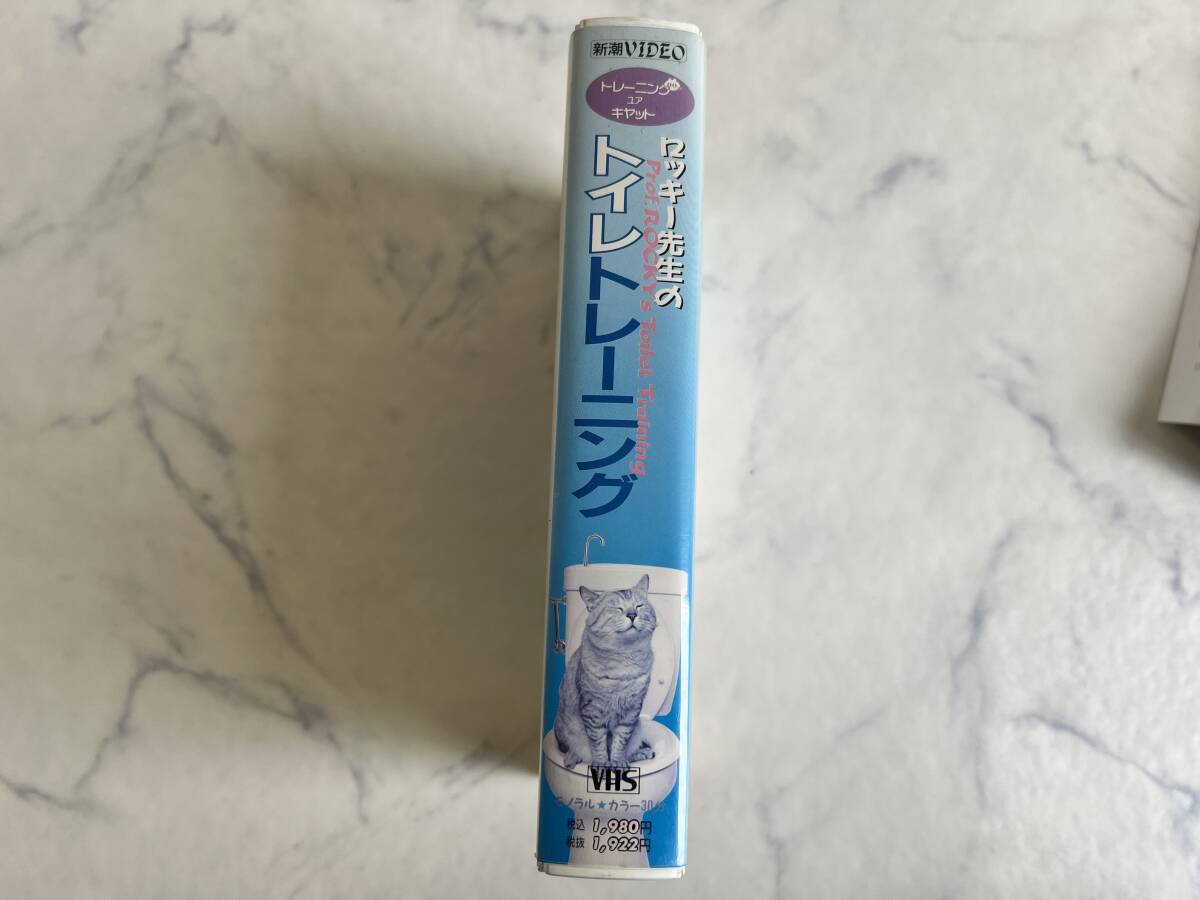 新潮VIDEO
トレーニング
ユア
キャット
ロッキー先生の
Prof. ROCKY's Toilet Training
トイレトレーニング
VHS
モノラル★カラー30分
税込 1,980円
税抜 1,922円